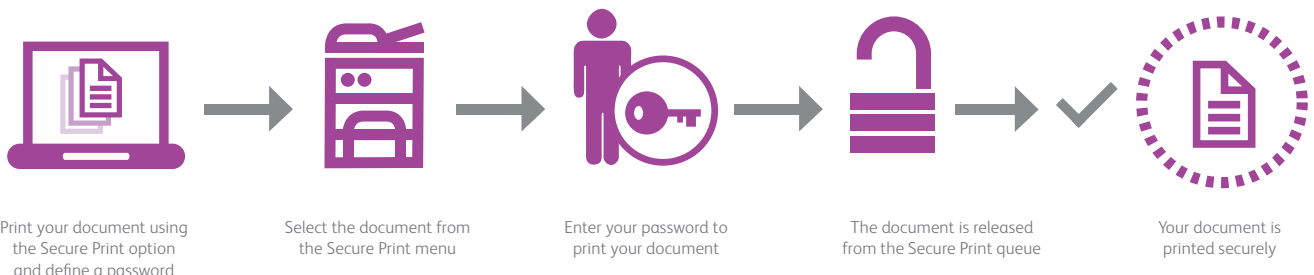 Print your document using
the Secure Print option
and define a password
Select the document from
the Secure Print menu
Enter your password to
print your document
The document is released
from the Secure Print queue
Your document is
printed securely